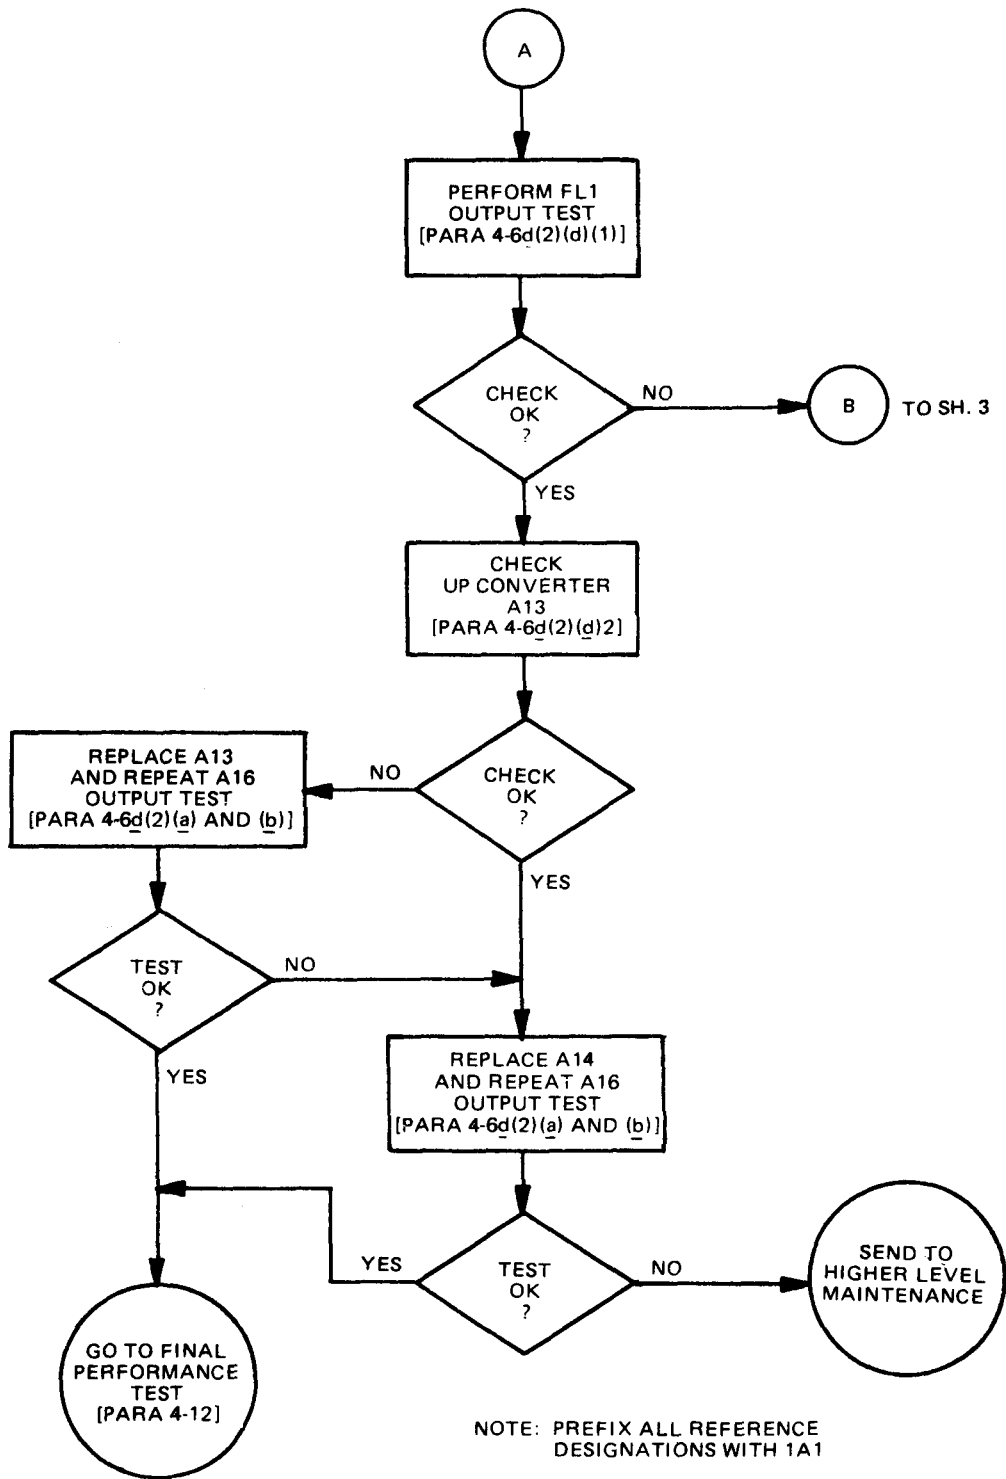 A
PERFORM FL1
OUTPUT TEST
[PARA 4-6d(2)(d)(1)]
CHECK
OK
?
NO
B
TO SH. 3
YES
CHECK
UP CONVERTER
A13
[PARA 4-6d(2)(d)2]
CHECK
OK
?
NO
YES
REPLACE A13
AND REPEAT A16
OUTPUT TEST
[PARA 4-6d(2)(a) AND (b)]
TEST
OK
?
NO
YES
REPLACE A14
AND REPEAT A16
OUTPUT TEST
[PARA 4-6d(2)(a) AND (b)]
TEST
OK
?
YES
NO
SEND TO
HIGHER LEVEL
MAINTENANCE
GO TO FINAL
PERFORMANCE
TEST
[PARA 4-12]
NOTE: PREFIX ALL REFERENCE
DESIGNATIONS WITH 1A1